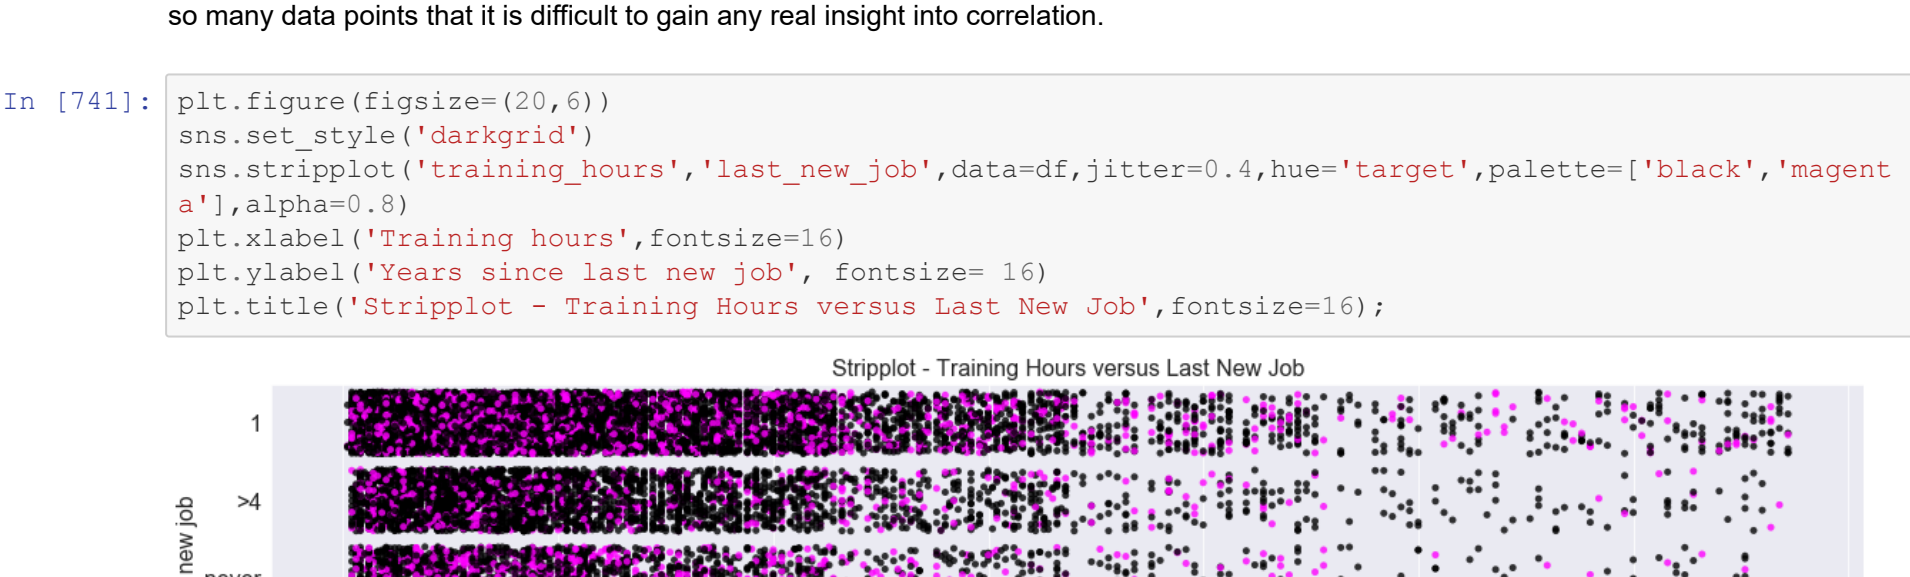 so many data points that it is difficult to gain any real insight into correlation.
In [741]: plt.figure(figsize=(20,6))
sns.set_style('darkgrid')
sns.stripplot('training_hours','last_new_job',data=df,jitter=0.4,hue='target',palette=['black','magent
a'],alpha=0.8)
plt.xlabel('Training hours',fontsize=16)
plt.ylabel('Years since last new job', fontsize= 16)
plt.title('Stripplot - Training Hours versus Last New Job',fontsize=16);
Stripplot - Training Hours versus Last New Job
1
>4
never
new job